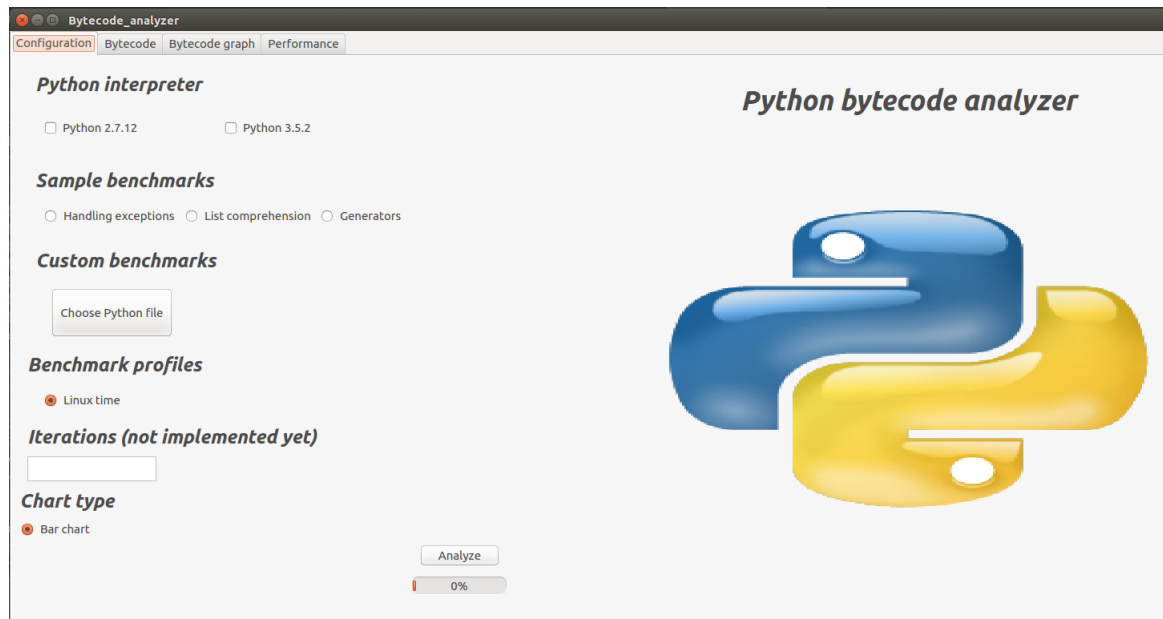 Bytecode_analyzer
Configuration Bytecode Bytecode graph Performance
Python interpreter
Python bytecode analyzer
Python 2.7.12 Python 3.5.2
Sample benchmarks
Handling exceptions List comprehension Generators
Custom benchmarks
Choose Python file
Benchmark profiles
Linux time
Iterations (not implemented yet)
Chart type
Bar chart
Analyze
0%